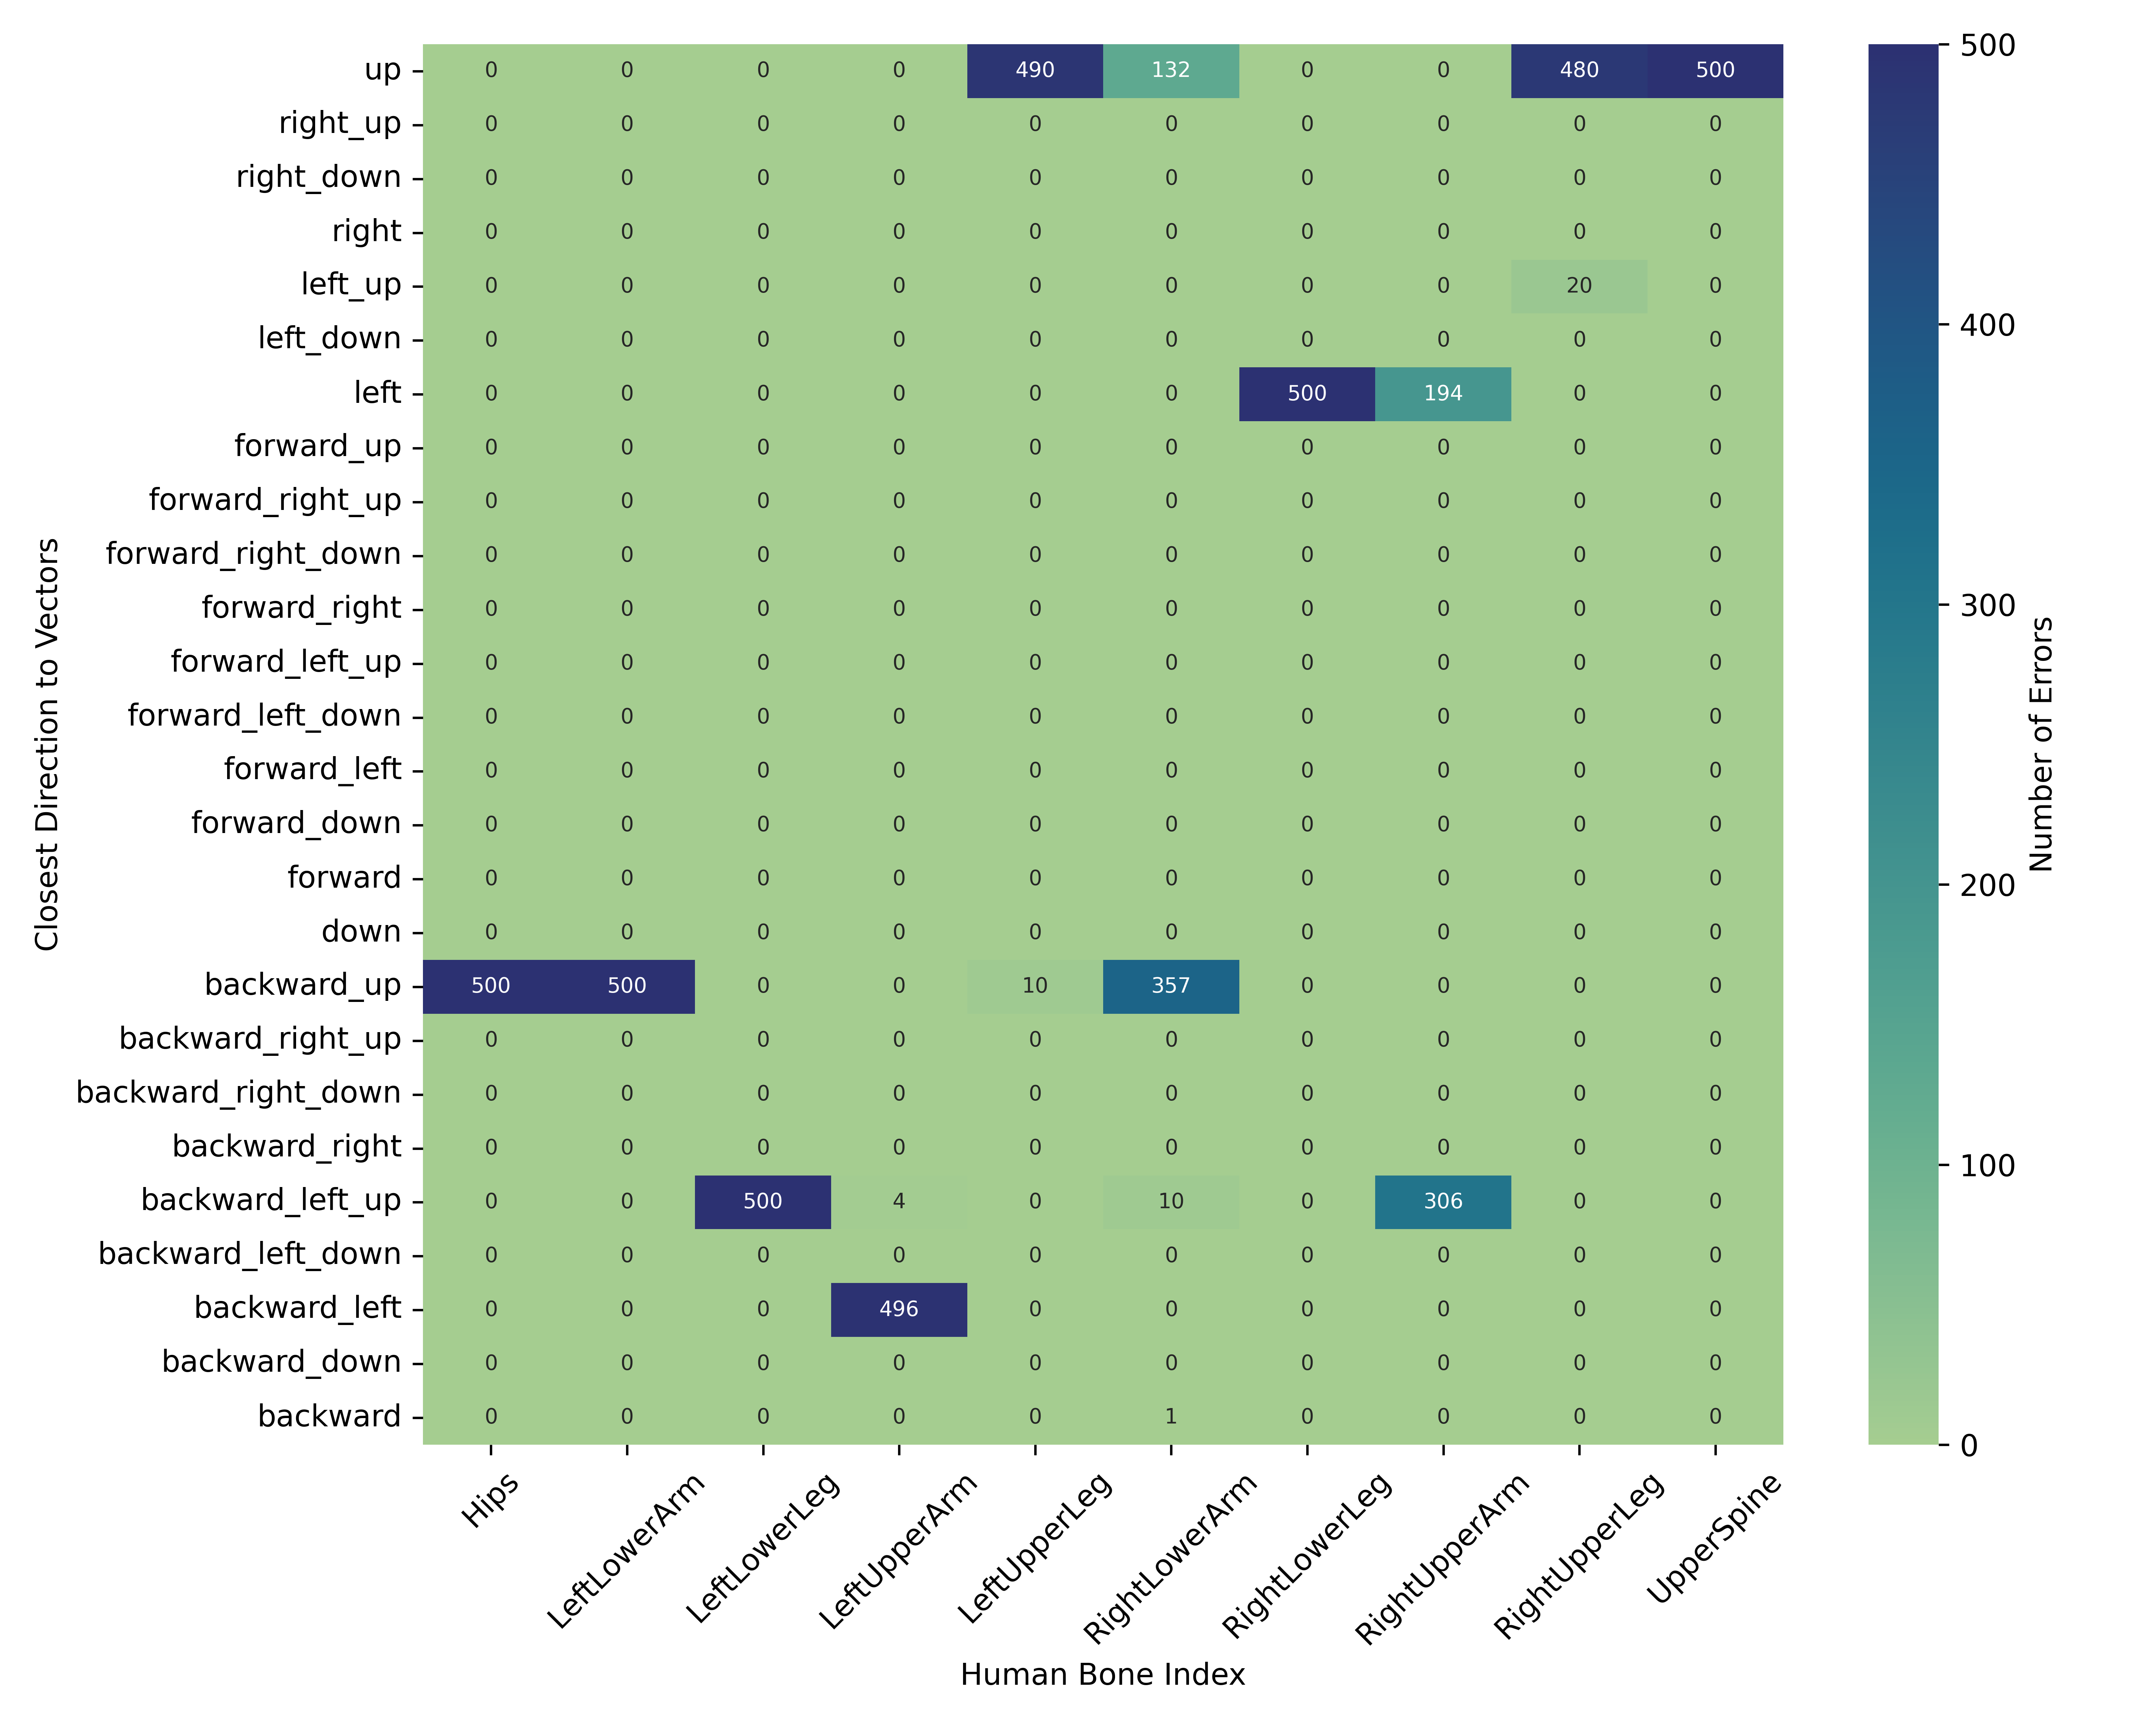 up 0 0 0 0 490 132 0 0 480 500
right_up 0 0 0 0 0 0 0 0 0 0
right_down 0 0 0 0 0 0 0 0 0 0
right 0 0 0 0 0 0 0 0 0 0
left_up 0 0 0 0 0 0 0 0 20 0
left_down 0 0 0 0 0 0 0 0 0 0
left 0 0 0 0 0 0 500 194 0 0
forward_up 0 0 0 0 0 0 0 0 0 0
forward_right_up 0 0 0 0 0 0 0 0 0 0
forward_right_down 0 0 0 0 0 0 0 0 0 0
forward_right 0 0 0 0 0 0 0 0 0 0
forward_left_up 0 0 0 0 0 0 0 0 0 0
forward_left_down 0 0 0 0 0 0 0 0 0 0
forward_left 0 0 0 0 0 0 0 0 0 0
forward_down 0 0 0 0 0 0 0 0 0 0
forward 0 0 0 0 0 0 0 0 0 0
down 0 0 0 0 0 0 0 0 0 0
backward_up 500 500 0 0 10 357 0 0 0 0
backward_right_up 0 0 0 0 0 0 0 0 0 0
backward_right_down 0 0 0 0 0 0 0 0 0 0
backward_right 0 0 0 0 0 0 0 0 0 0
backward_left_up 0 0 500 4 0 10 0 306 0 0
backward_left_down 0 0 0 0 0 0 0 0 0 0
backward_left 0 0 0 496 0 0 0 0 0 0
backward_down 0 0 0 0 0 0 0 0 0 0
backward 0 0 0 0 0 1 0 0 0 0
Closest Direction to Vectors
Hips
LeftLowerArm
LeftLowerLeg
LeftUpperArm
LeftUpperLeg
RightLowerArm
RightLowerLeg
RightUpperArm
RightUpperLeg
UpperSpine
Human Bone Index
500
400
300
200
100
0
Number of Errors